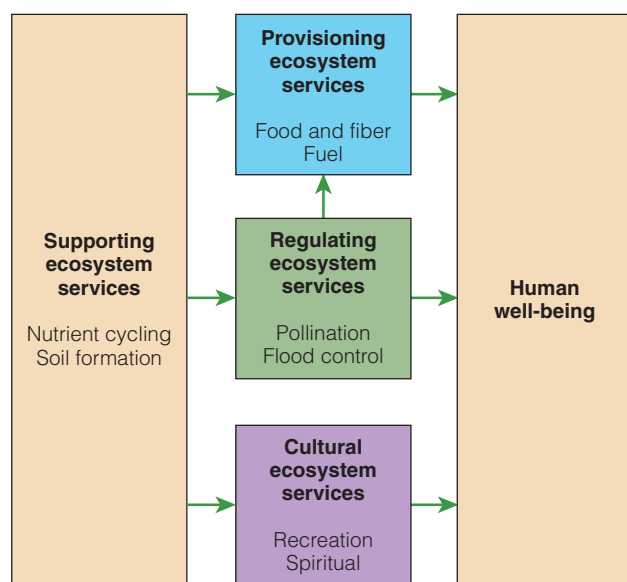 Supporting
ecosystem
services
Nutrient cycling
Soil formation
Provisioning
ecosystem
services
Food and fiber
Fuel
Regulating
ecosystem
services
Pollination
Flood control
Cultural
ecosystem
services
Recreation
Spiritual
Human
well-being